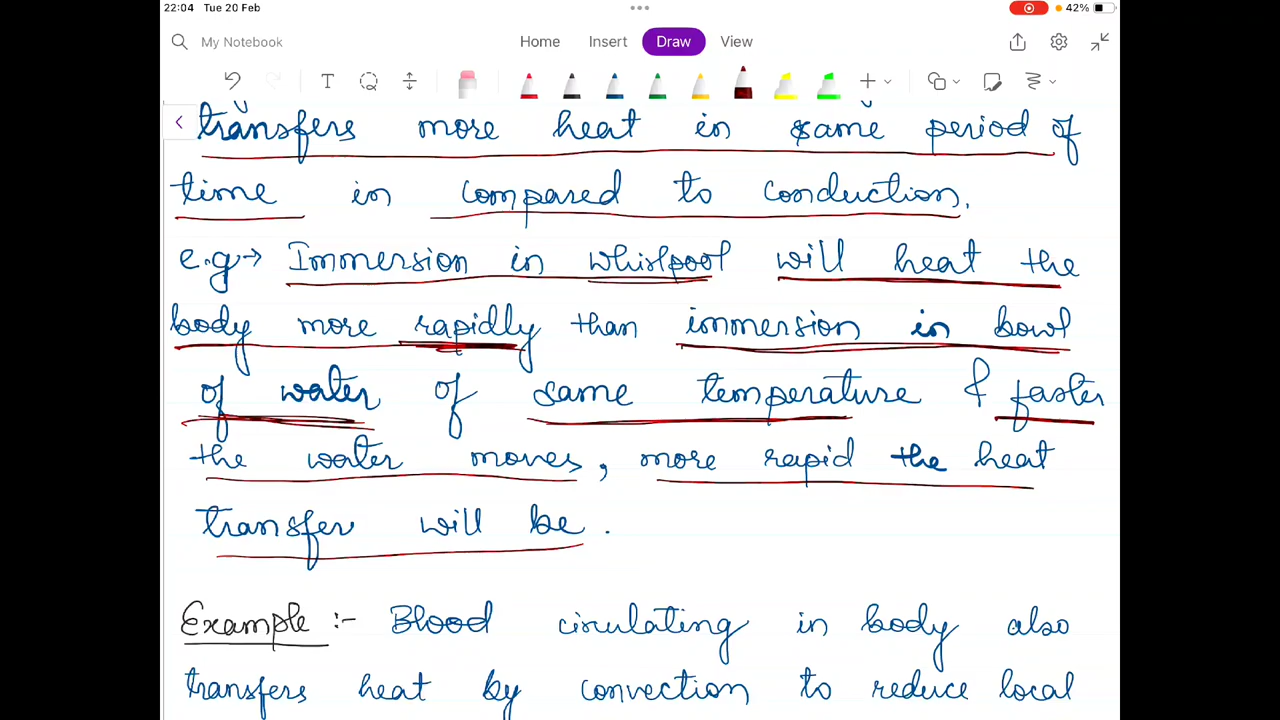 22:04 Tue 20 Feb
42%
My Notebook
Home Insert Draw View
transfers more heat in same period of
time in compared to conduction.
e.g→ Immersion in whislpool will heat the
body more rapidly than immersion in bowl
of water of same temperature & faster
the water moves, more rapid the heat
transfer will be.
Example :- Blood circulating in body also
transfers heat by convection to reduce local